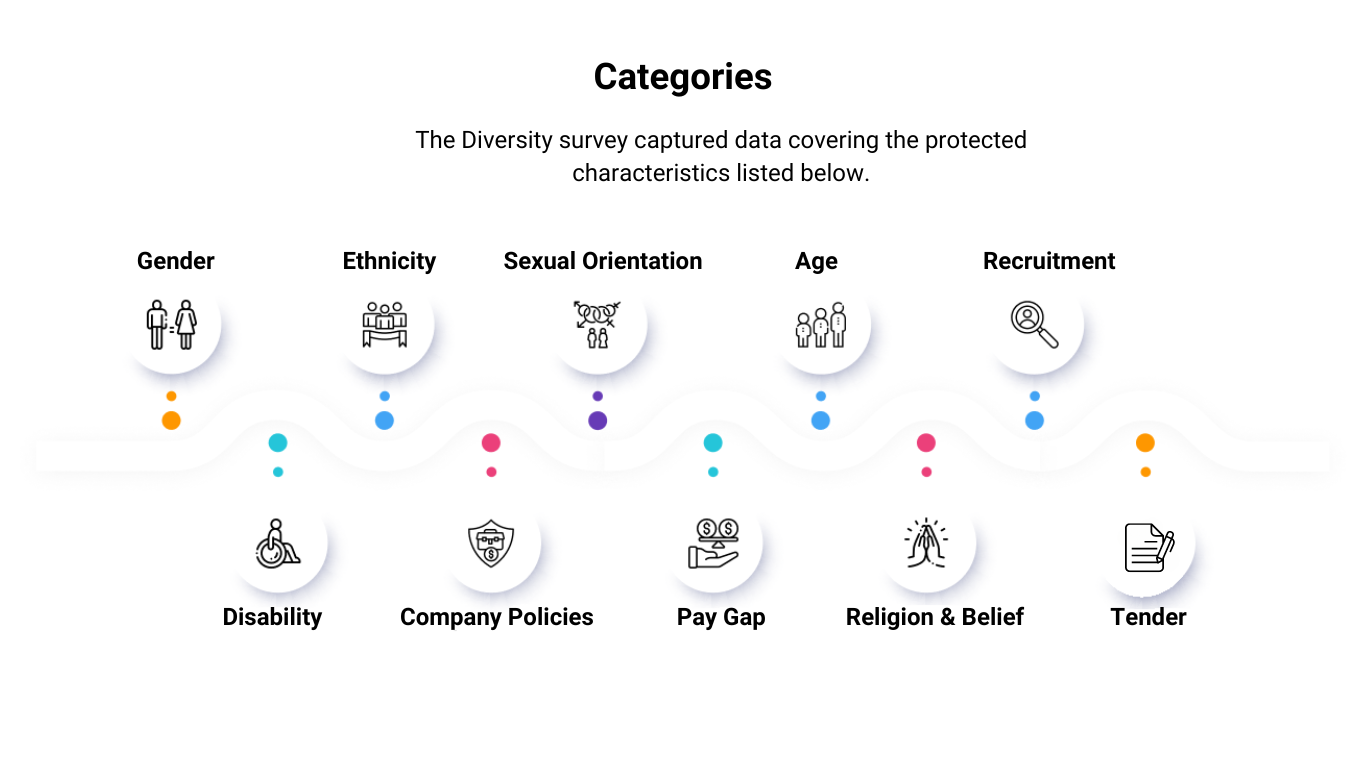 Categories
The Diversity survey captured data covering the protected
characteristics listed below.
Gender
Ethnicity
Sexual Orientation
Age
Recruitment
Disability
Company Policies
Pay Gap
Religion & Belief
Tender